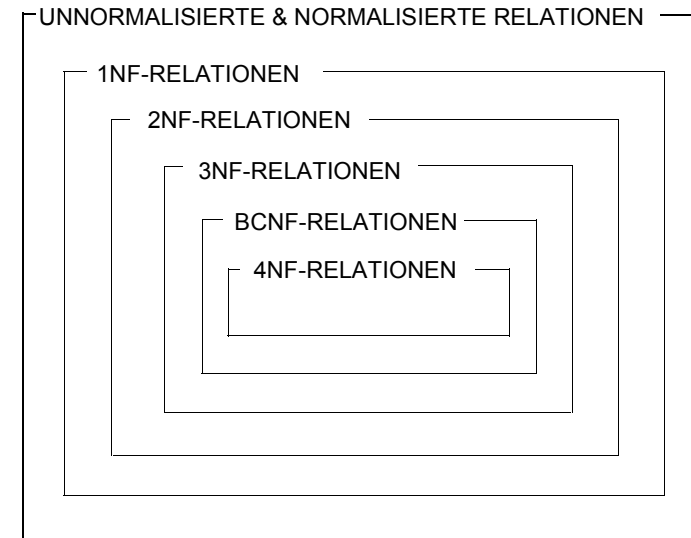 UNNORMALISIERTE & NORMALISIERTE RELATIONEN
1NF-RELATIONEN
2NF-RELATIONEN
3NF-RELATIONEN
BCNF-RELATIONEN
4NF-RELATIONEN